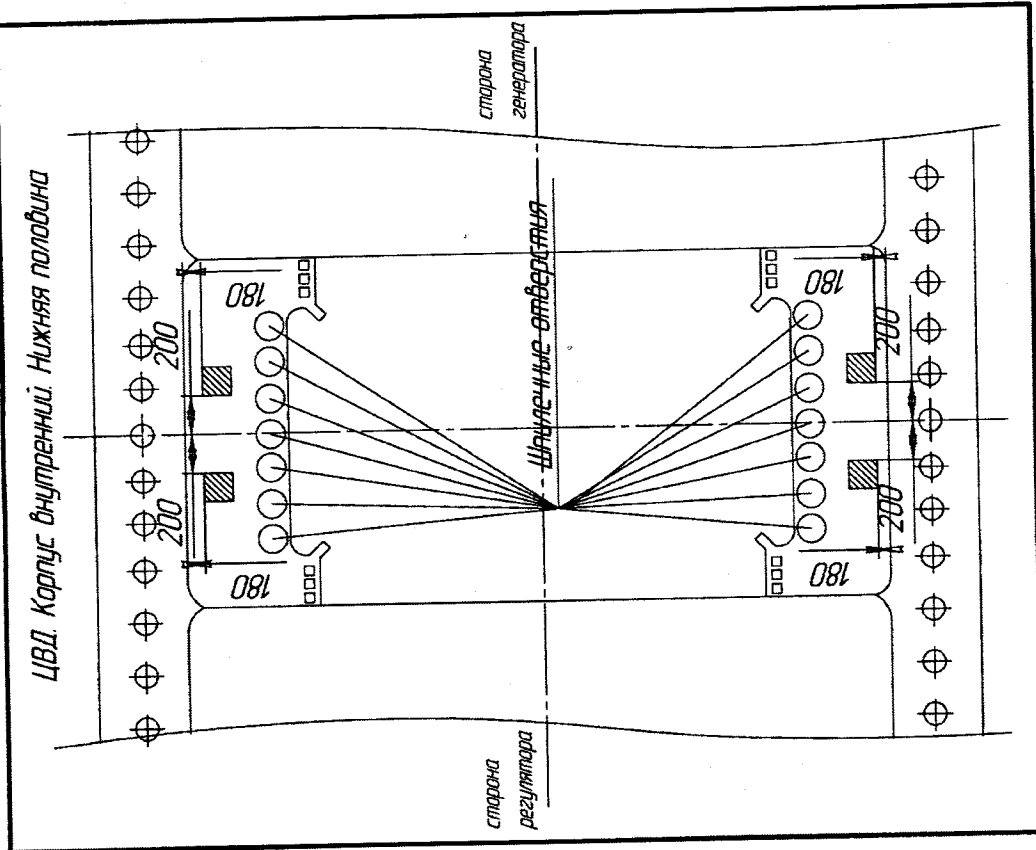 ЦВД. Корпус внутренний. Нижняя половина
сторона
генератора
180
200
200
180
Шпилечные отверстия
180
200
200
180
сторона
регулятора